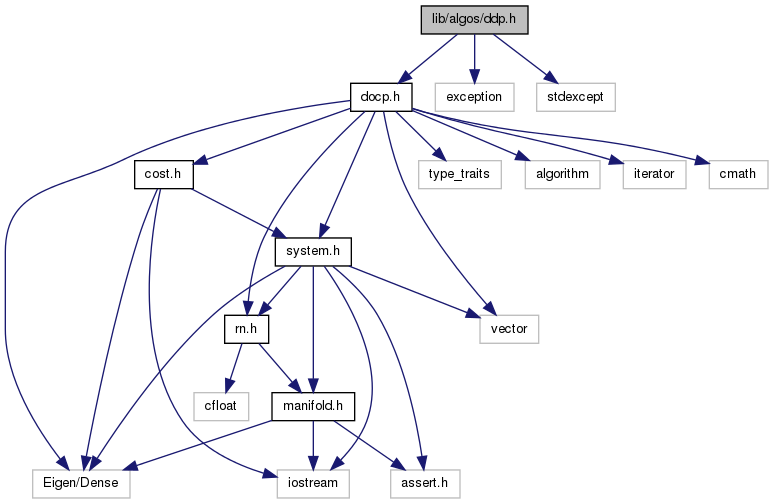 lib/algos/ddp.h
docp.h
exception
stdexcept
cost.h
type_traits
algorithm
iterator
cmath
system.h
rn.h
vector
cfloat
manifold.h
Eigen/Dense
iostream
assert.h